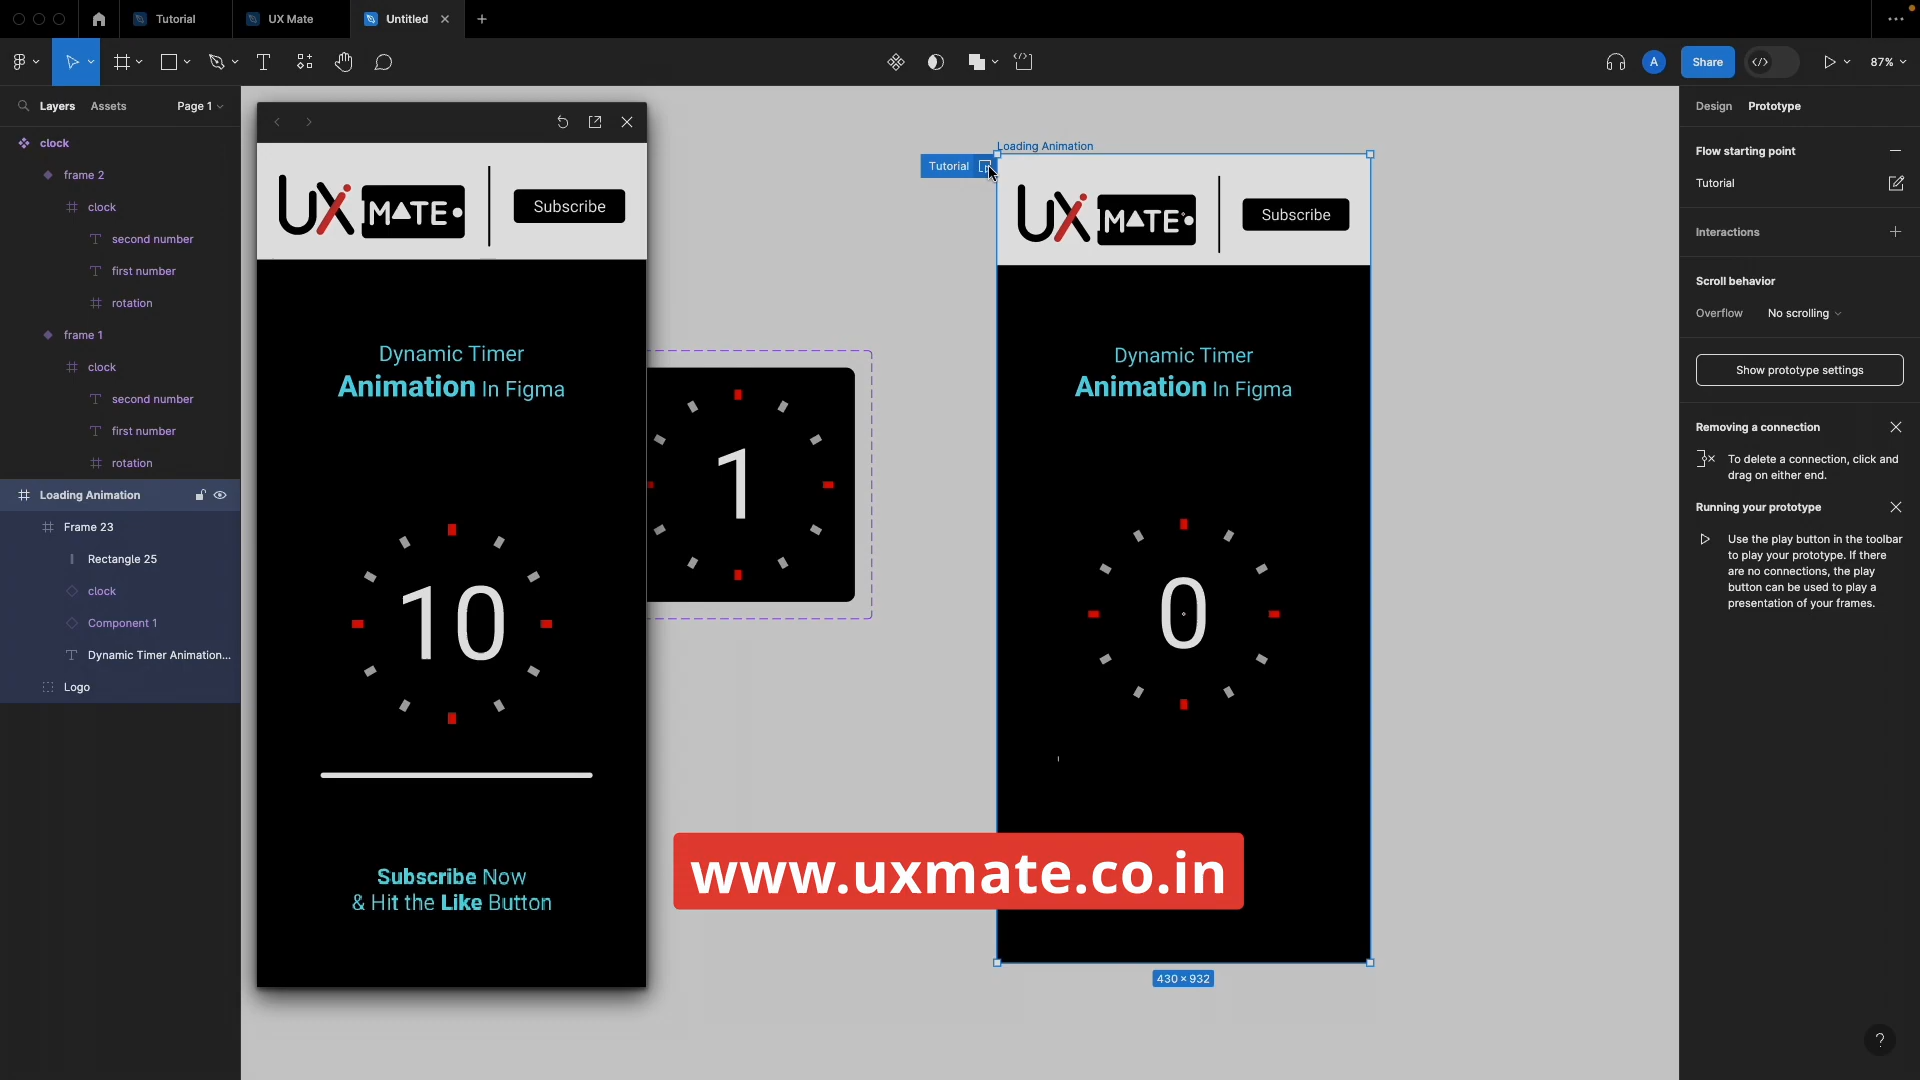 Tutorial
UX Mate
Untitled
A
Share
87%
Layers
Assets
Page 1
clock
frame 2
clock
second number
first number
rotation
frame 1
clock
second number
first number
rotation
Loading Animation
Frame 23
Rectangle 25
clock
Component 1
Dynamic Timer Animation...
Logo
UX MATE
Subscribe
Dynamic Timer
Animation In Figma
10
Subscribe Now
& Hit the Like Button
1
Loading Animation
Tutorial
UX MATE
Subscribe
Dynamic Timer
Animation In Figma
0
www.uxmate.co.in
430 × 932
Design
Prototype
Flow starting point
Tutorial
Interactions
Scroll behavior
Overflow
No scrolling
Show prototype settings
Removing a connection
To delete a connection, click and
drag on either end.
Running your prototype
Use the play button in the toolbar
to play your prototype. If there
are no connections, the play
button can be used to play a
presentation of your frames.
?